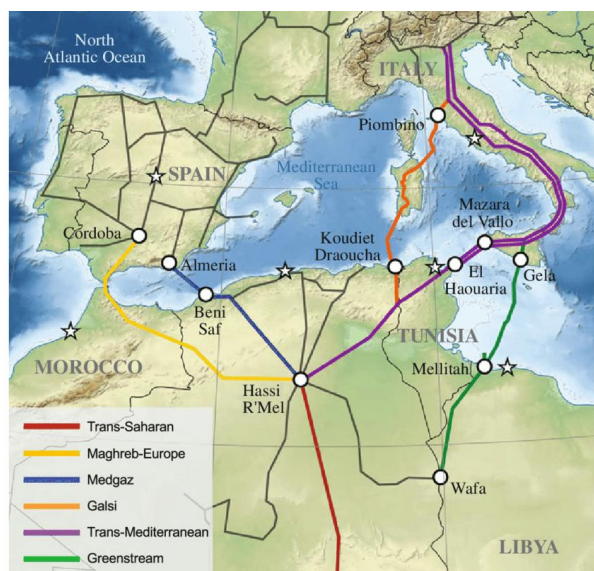 North
Atlantic Ocean
ITALY
Piombino
SPAIN
Mediterranean
Sea
Cordoba
Mazara
del Vallo
Koudiet
Draoucha
Almeria
El
Haouaria
Gela
Beni
Saf
TUNISIA
MOROCCO
Mellitah
Hassi
R'Mel
Trans-Saharan
Maghreb-Europe
Medgaz
Galsi
Trans-Mediterranean
Greenstream
Wafa
LIBYA